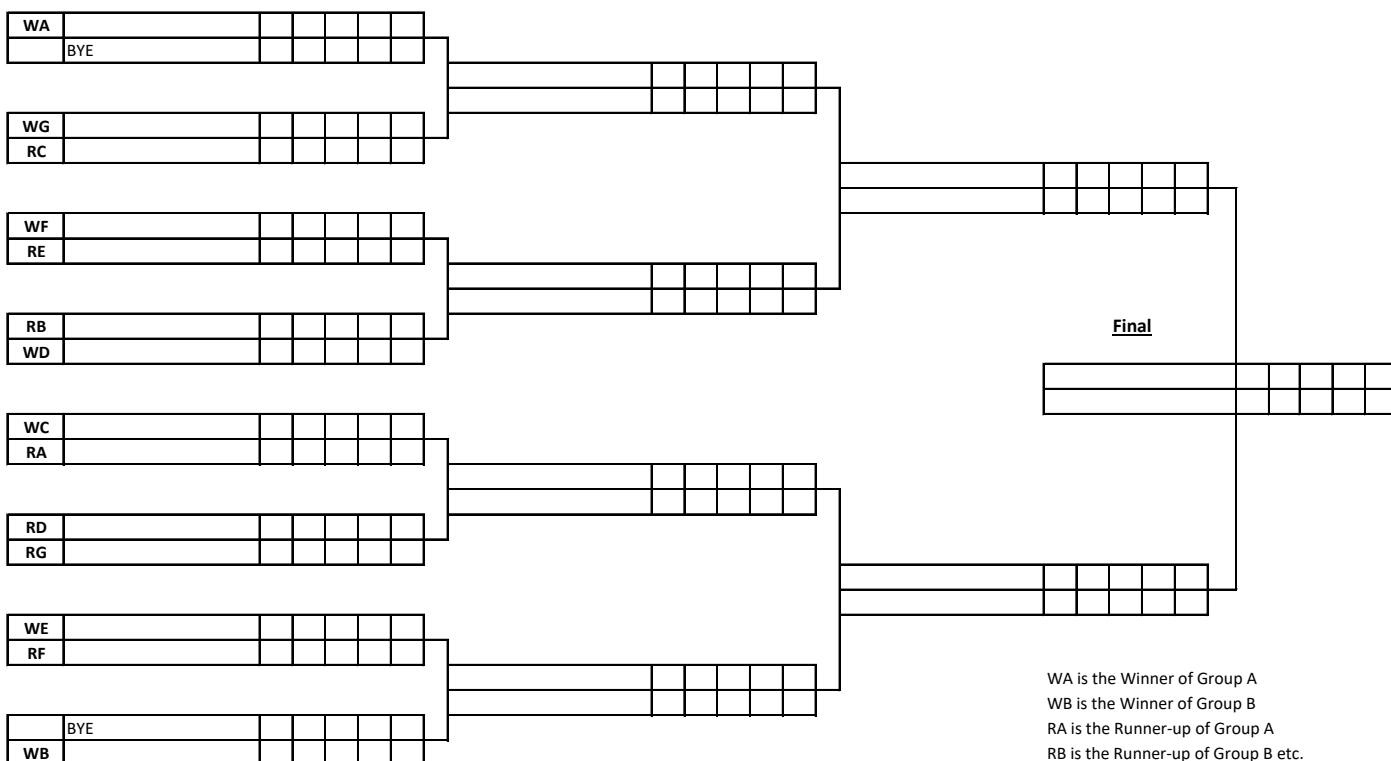 WA
BYE
WG
RC
WF
RE
RB
WD
Final
WC
RA
RD
RG
WE
RF
WA is the Winner of Group A
WB is the Winner of Group B
RA is the Runner-up of Group A
BYE
WB
RB is the Runner-up of Group B etc.